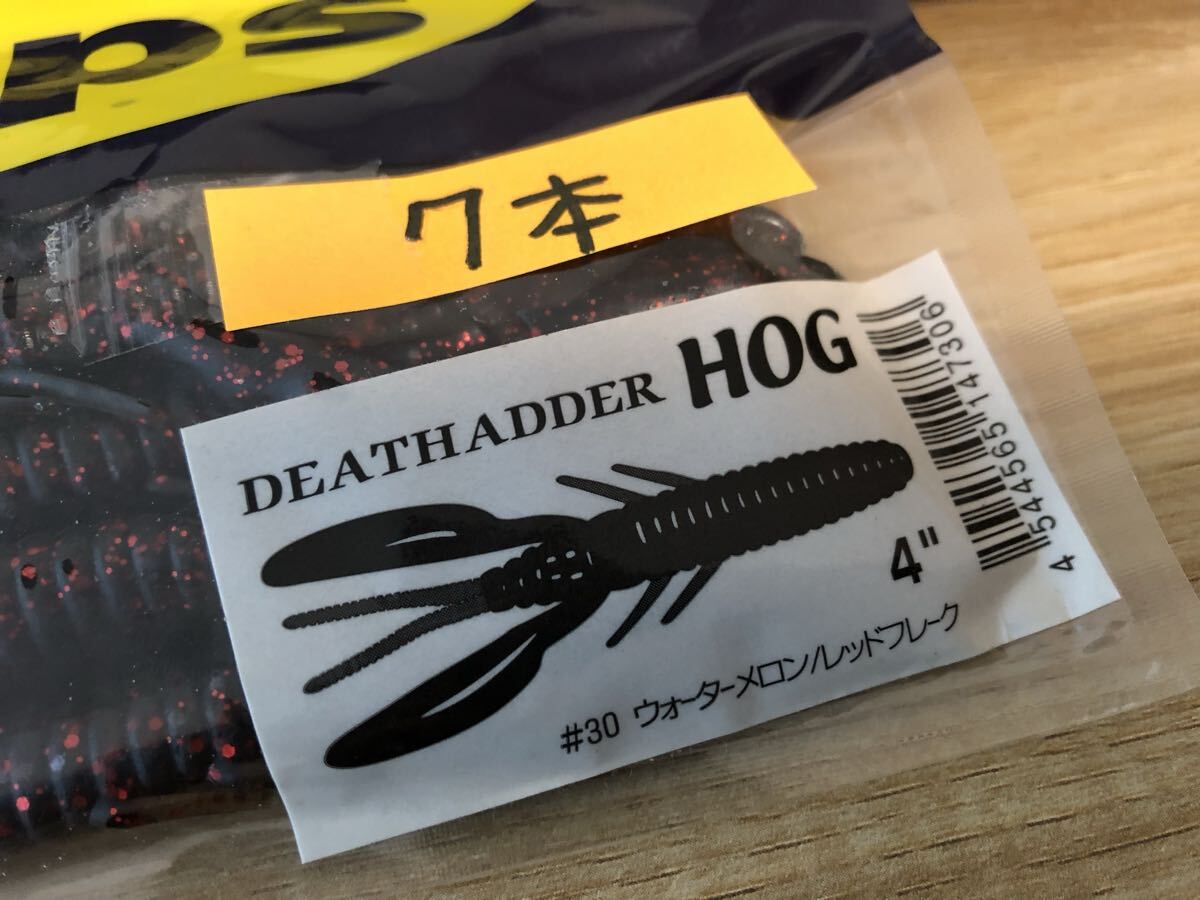 ps
7本
DEATHADDER HOG
4"
#30 ウォーターメロン/レッドフレーク
4 544565 147306